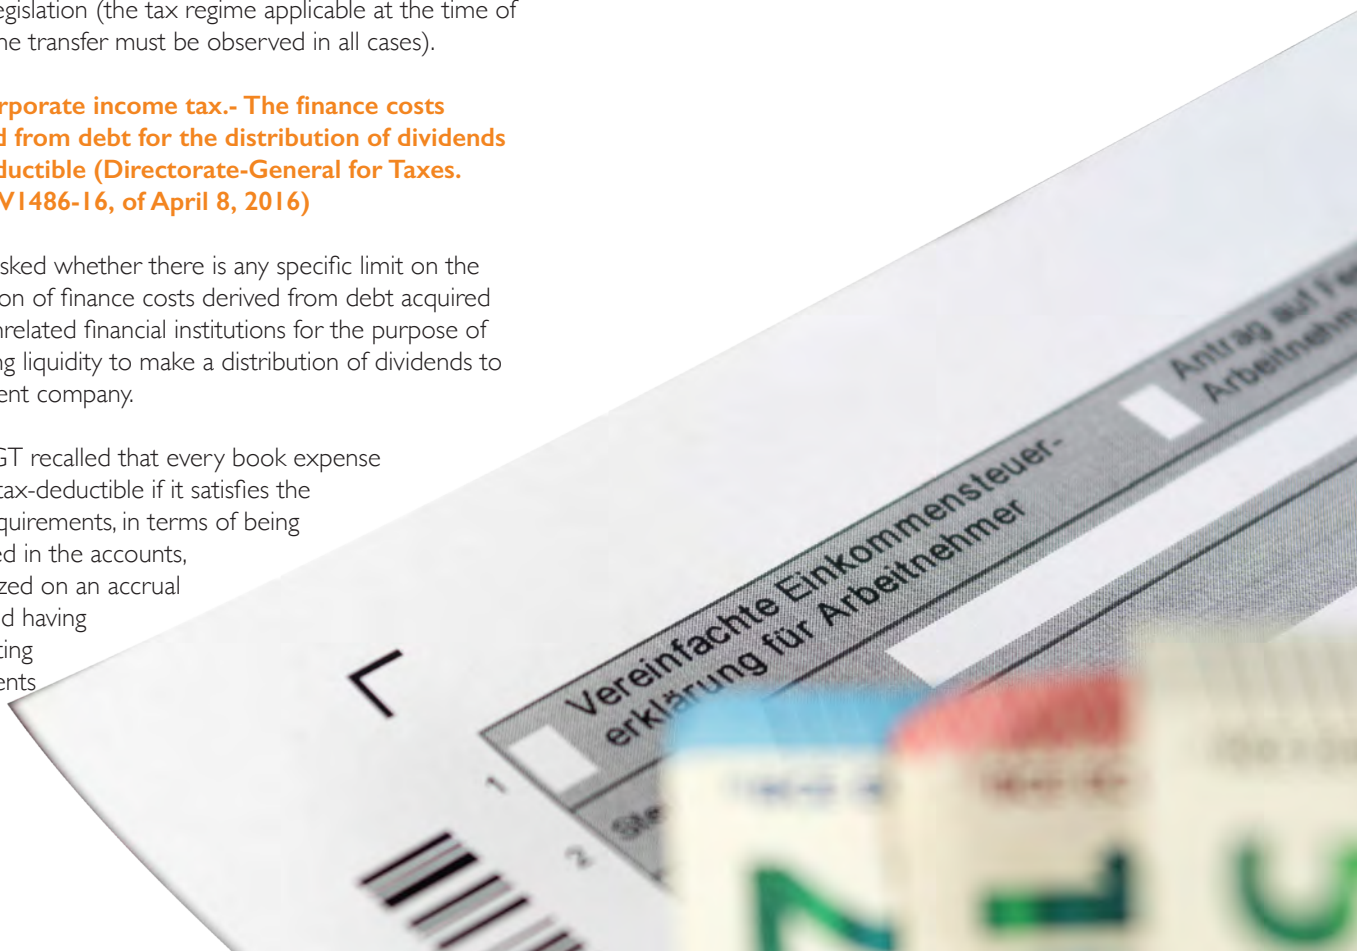 egislation (the tax regime applicable at the time of
he transfer must be observed in all cases).
rporate income tax.- The finance costs
d from debt for the distribution of dividends
ductible (Directorate-General for Taxes.
V1486-16, of April 8, 2016)
sked whether there is any specific limit on the
ion of finance costs derived from debt acquired
nrelated financial institutions for the purpose of
ng liquidity to make a distribution of dividends to
ent company.
GT recalled that every book expense
tax-deductible if it satisfies the
quirements, in terms of being
ed in the accounts,
zed on an accrual
d having
ting
ents
Vereinfachte Einkommensteuer-
erklärung für Arbeitnehmer
Antrag auf
Arbeitnehm
1
2
Ste